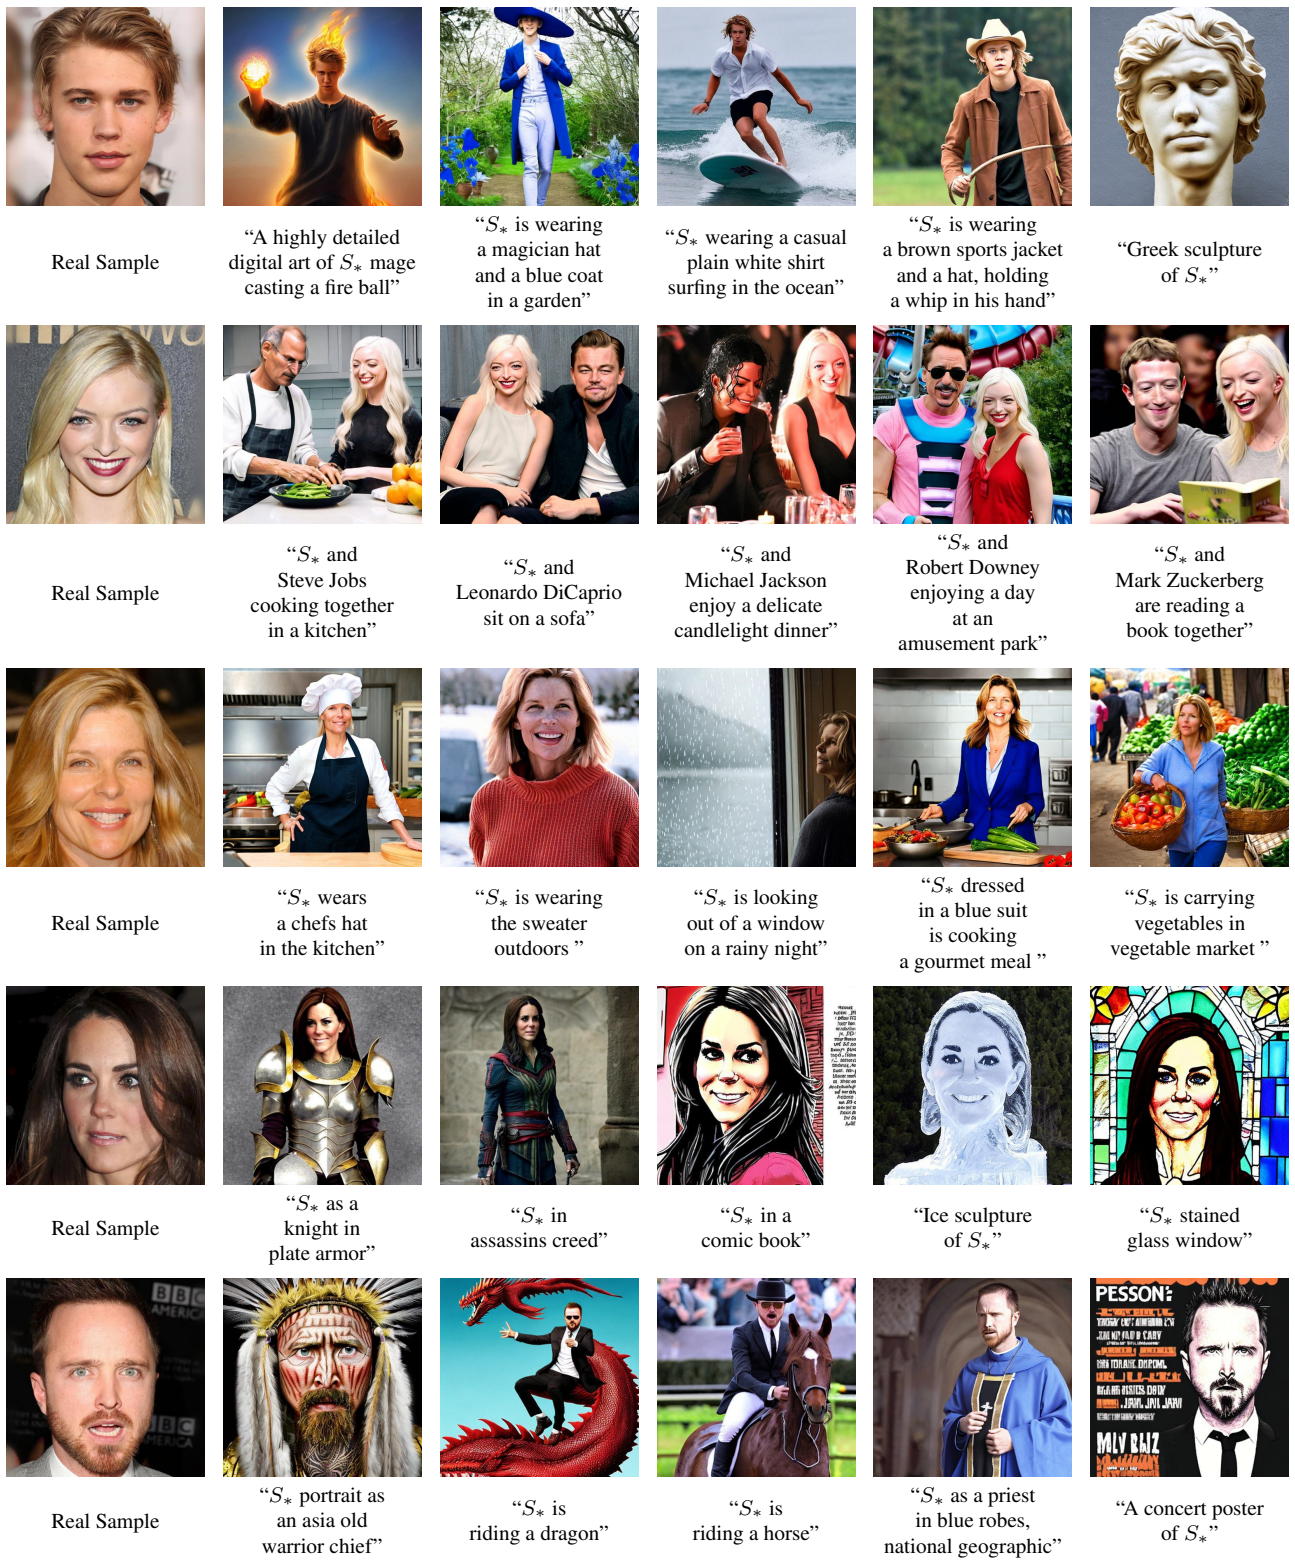 Real Sample
“A highly detailed
digital art of S* mage
casting a fire ball”
“S* is wearing
a magician hat
and a blue coat
in a garden”
“S* wearing a casual
plain white shirt
surfing in the ocean”
“S* is wearing
a brown sports jacket
and a hat, holding
a whip in his hand”
“Greek sculpture
of S*”
Real Sample
“S* and
Steve Jobs
cooking together
in a kitchen”
“S* and
Leonardo DiCaprio
sit on a sofa”
“S* and
Michael Jackson
enjoy a delicate
candlelight dinner”
“S* and
Robert Downey
enjoying a day
at an
amusement park”
“S* and
Mark Zuckerberg
are reading a
book together”
Real Sample
“S* wears
a chefs hat
in the kitchen”
“S* is wearing
the sweater
outdoors ”
“S* is looking
out of a window
on a rainy night”
“S* dressed
in a blue suit
is cooking
a gourmet meal ”
“S* is carrying
vegetables in
vegetable market ”
Real Sample
“S* as a
knight in
plate armor”
“S* in
assassins creed”
“S* in a
comic book”
“Ice sculpture
of S*”
“S* stained
glass window”
BBC
AMERICA
BBC
AMERICA
PESSON:
MLV BLIZ
Real Sample
“S* portrait as
an asia old
warrior chief”
“S* is
riding a dragon”
“S* is
riding a horse”
“S* as a priest
in blue robes,
national geographic”
“A concert poster
of S*”